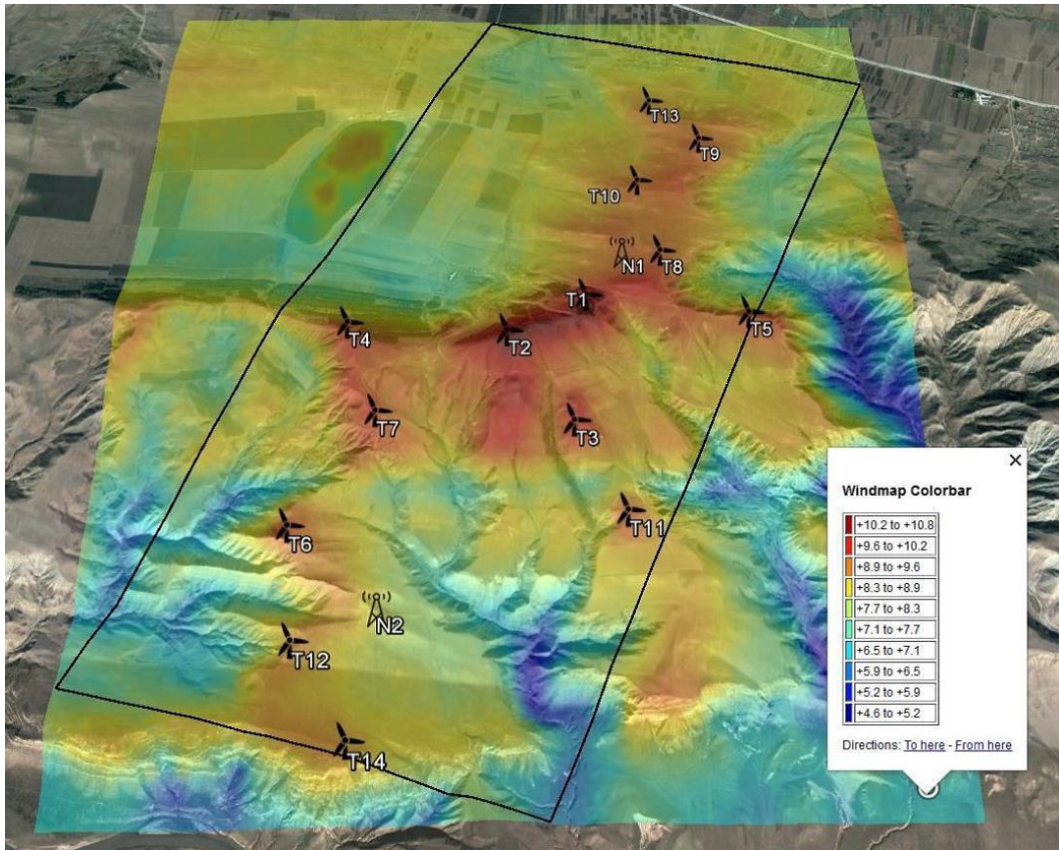 T13
T9
T10
N1
T8
T1
T5
T4
T2
T7
T3
T11
T6
N2
T12
T14
Windmap Colorbar
+10.2 to +10.8
+9.6 to +10.2
+8.9 to +9.6
+8.3 to +8.9
+7.7 to +8.3
+7.1 to +7.7
+6.5 to +7.1
+5.9 to +6.5
+5.2 to +5.9
+4.6 to +5.2
Directions: To here - From here